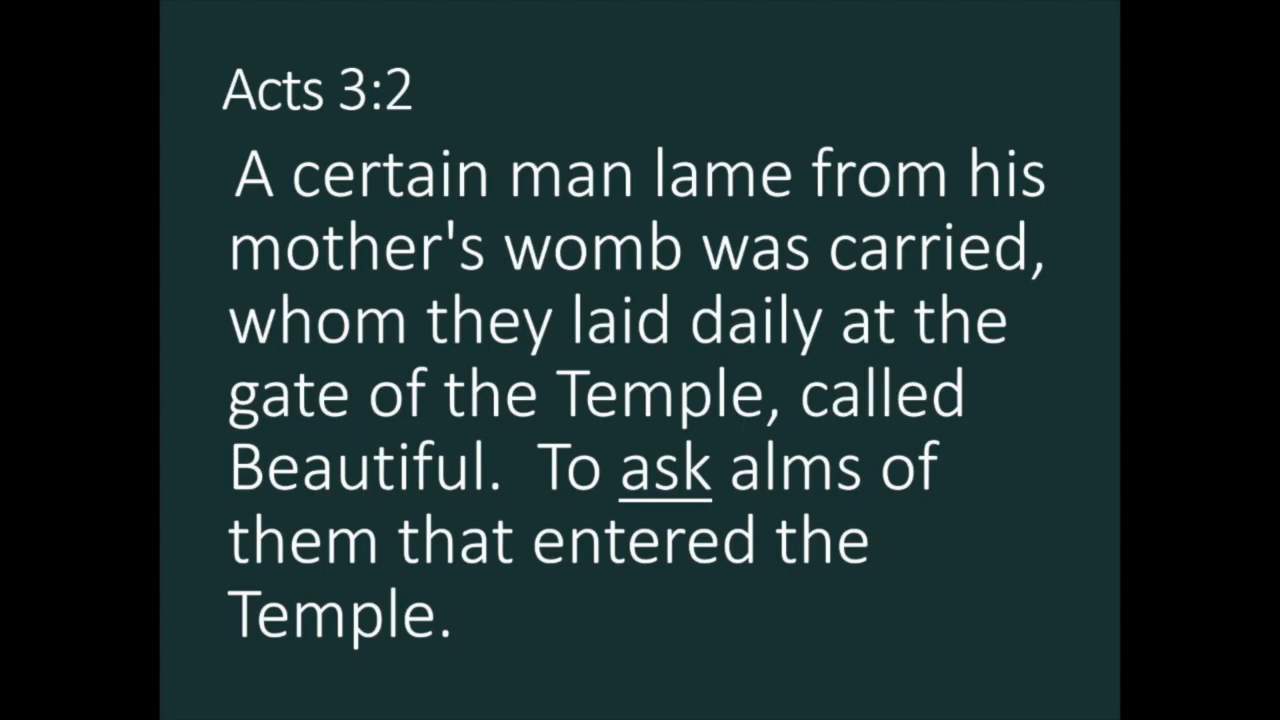 Acts 3:2
A certain man lame from his
mother's womb was carried,
whom they laid daily at the
gate of the Temple, called
Beautiful.  To ask alms of
them that entered the
Temple.